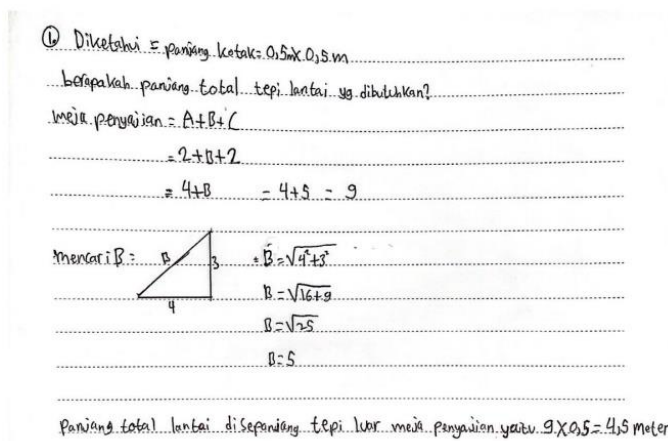 ① Diketahui = panjang kotak = 0,5m x 0,5 m
berapakah panjang total tepi lantai yg dibutuhkan?
meja penyajian = A+B+C
= 2+B+2
= 4+B = 4+5 = 9
mencari B : B 3 4 = B = √4²+3²
B = √16+9
B = √25
B = 5
Panjang total lantai disepanjang tepi luar meja penyajian yaitu 9 x 0,5 = 4,5 Meter